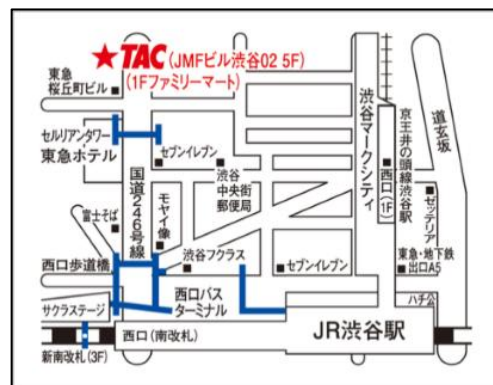 ★TAC (JMFビル渋谷02 5F)
(1Fファミリーマート)
東急
桜丘町ビル
セルリアンタワー
東急ホテル
国道246号線
セブンイレブン
渋谷
中央街
郵便局
渋谷マークシティ
西口(1F)
京王井の頭線渋谷駅
道玄坂
富士そば
モヤイ像
ゼッテリア
西口歩道橋
渋谷フクラス
セブンイレブン
東急・地下鉄
出口A5
サクラステージ
西口バス
ターミナル
ハチ公
西口(南改札)
JR渋谷駅
新南改札(3F)